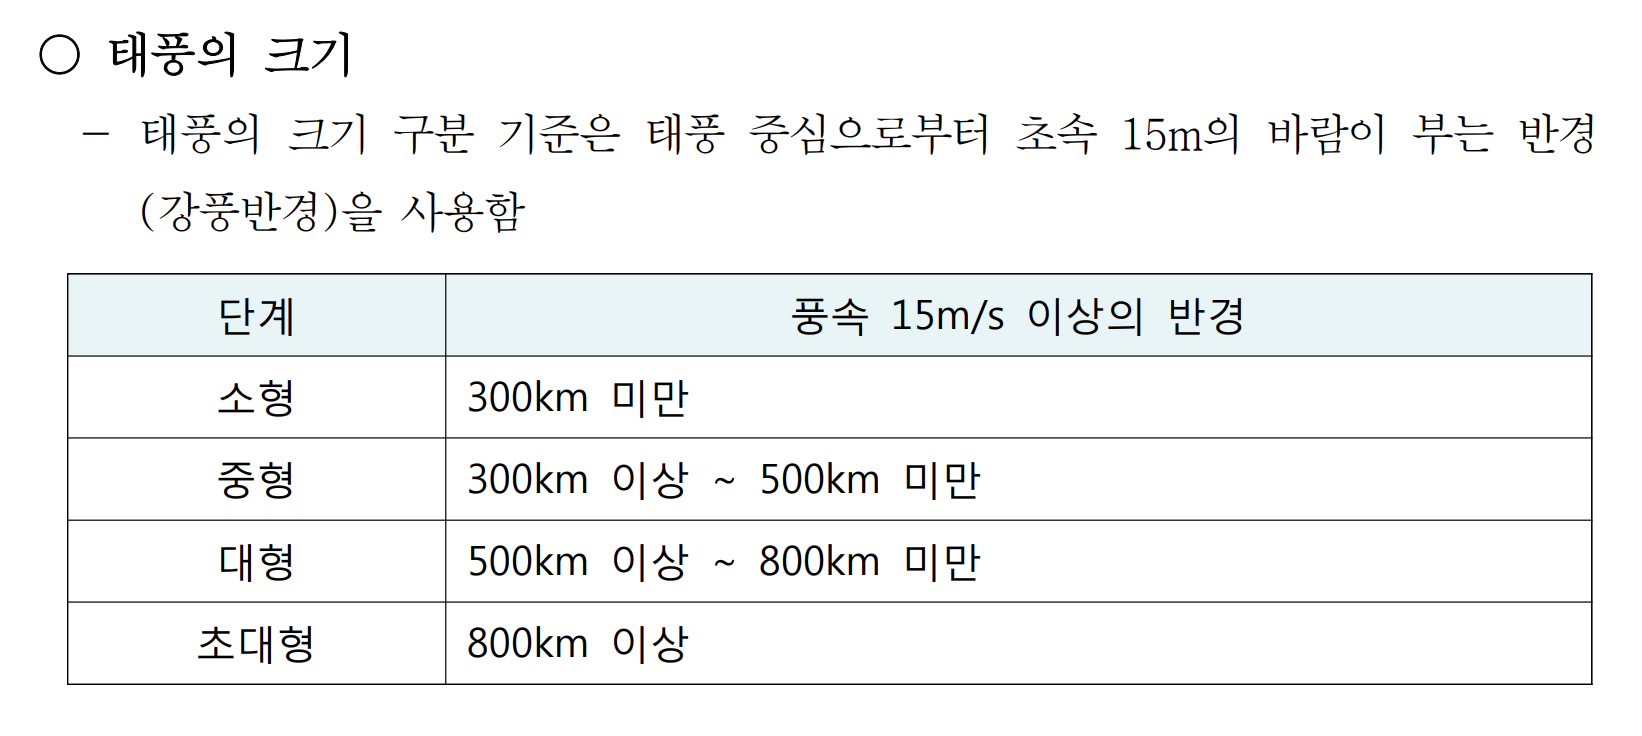 ○ 태풍의 크기
- 태풍의 크기 구분 기준은 태풍 중심으로부터 초속 15m의 바람이 부는 반경
(강풍반경)을 사용함
단계 풍속 15m/s 이상의 반경
소형 300km 미만
중형 300km 이상 ~ 500km 미만
대형 500km 이상 ~ 800km 미만
초대형 800km 이상